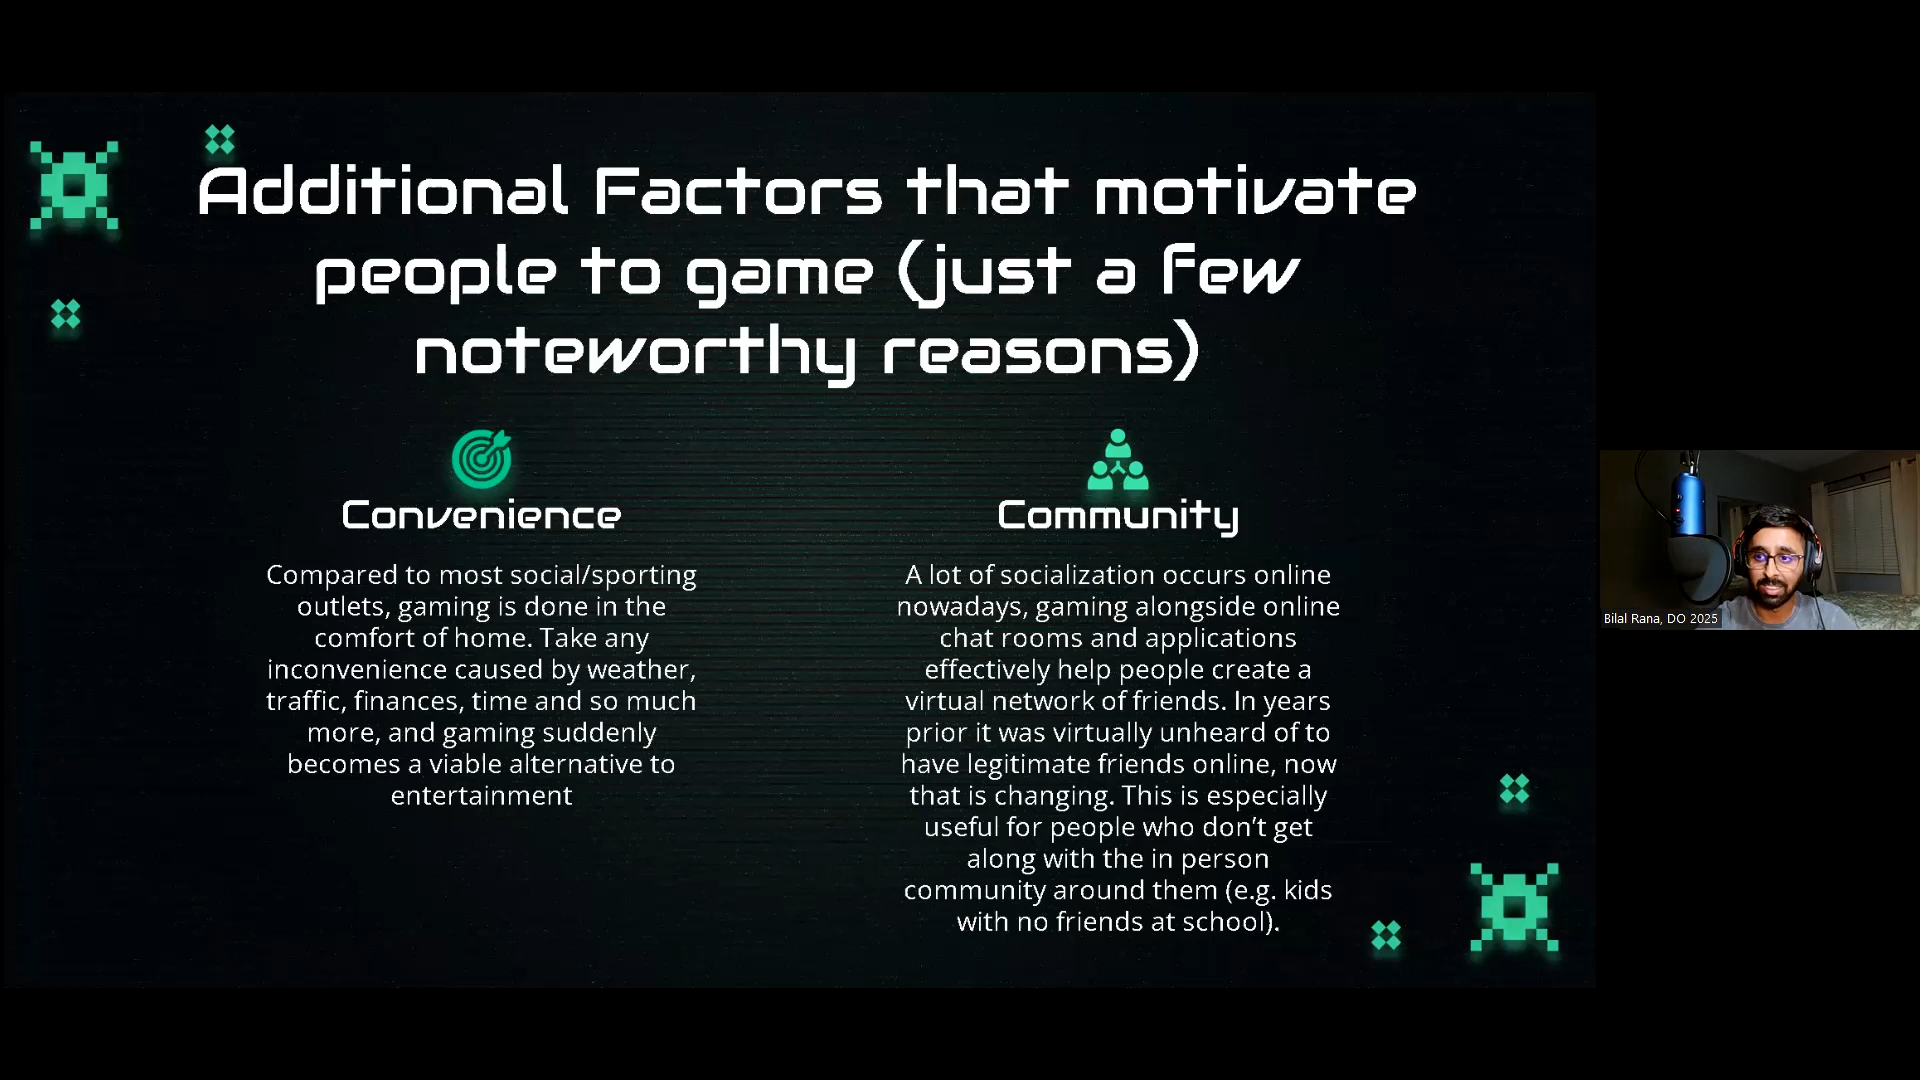 Additional Factors that motivate
people to game (just a few
noteworthy reasons)
Convenience
Compared to most social/sporting
outlets, gaming is done in the
comfort of home. Take any
inconvenience caused by weather,
traffic, finances, time and so much
more, and gaming suddenly
becomes a viable alternative to
entertainment
Community
A lot of socialization occurs online
nowadays, gaming alongside online
chat rooms and applications
effectively help people create a
virtual network of friends. In years
prior it was virtually unheard of to
have legitimate friends online, now
that is changing. This is especially
useful for people who don’t get
along with the in person
community around them (e.g. kids
with no friends at school).
Bilal Rana, DO 2025